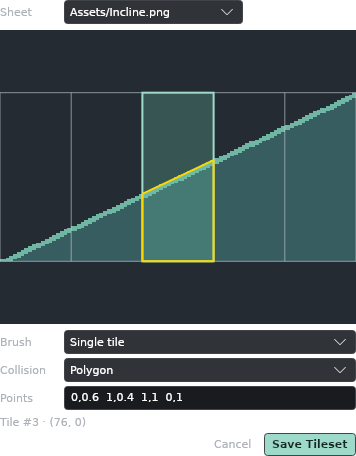 Sheet Assets/Incline.png
Brush Single tile
Collision Polygon
Points 0,0.6 1,0.4 1,1 0,1
Tile #3 · (76, 0)
Cancel Save Tileset